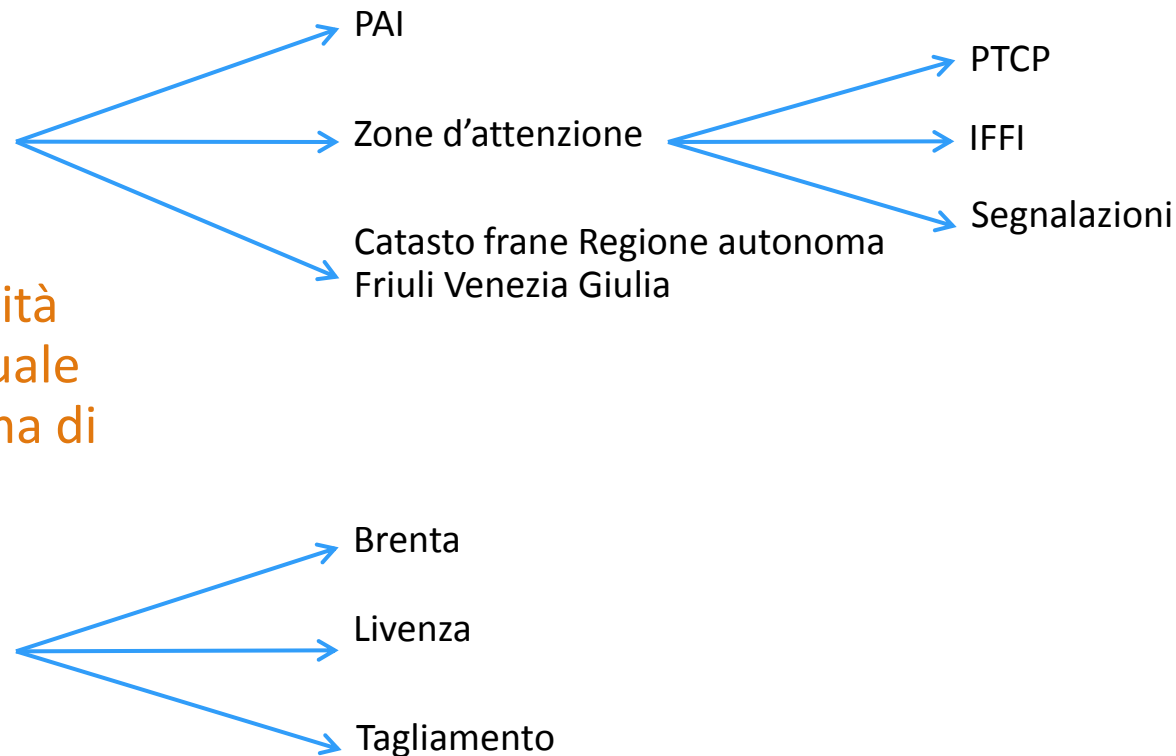 PAI
PTCP
Zone d’attenzione
IFFI
Segnalazioni
Catasto frane Regione autonoma
Friuli Venezia Giulia
ità
uale
na di
Brenta
Livenza
Tagliamento